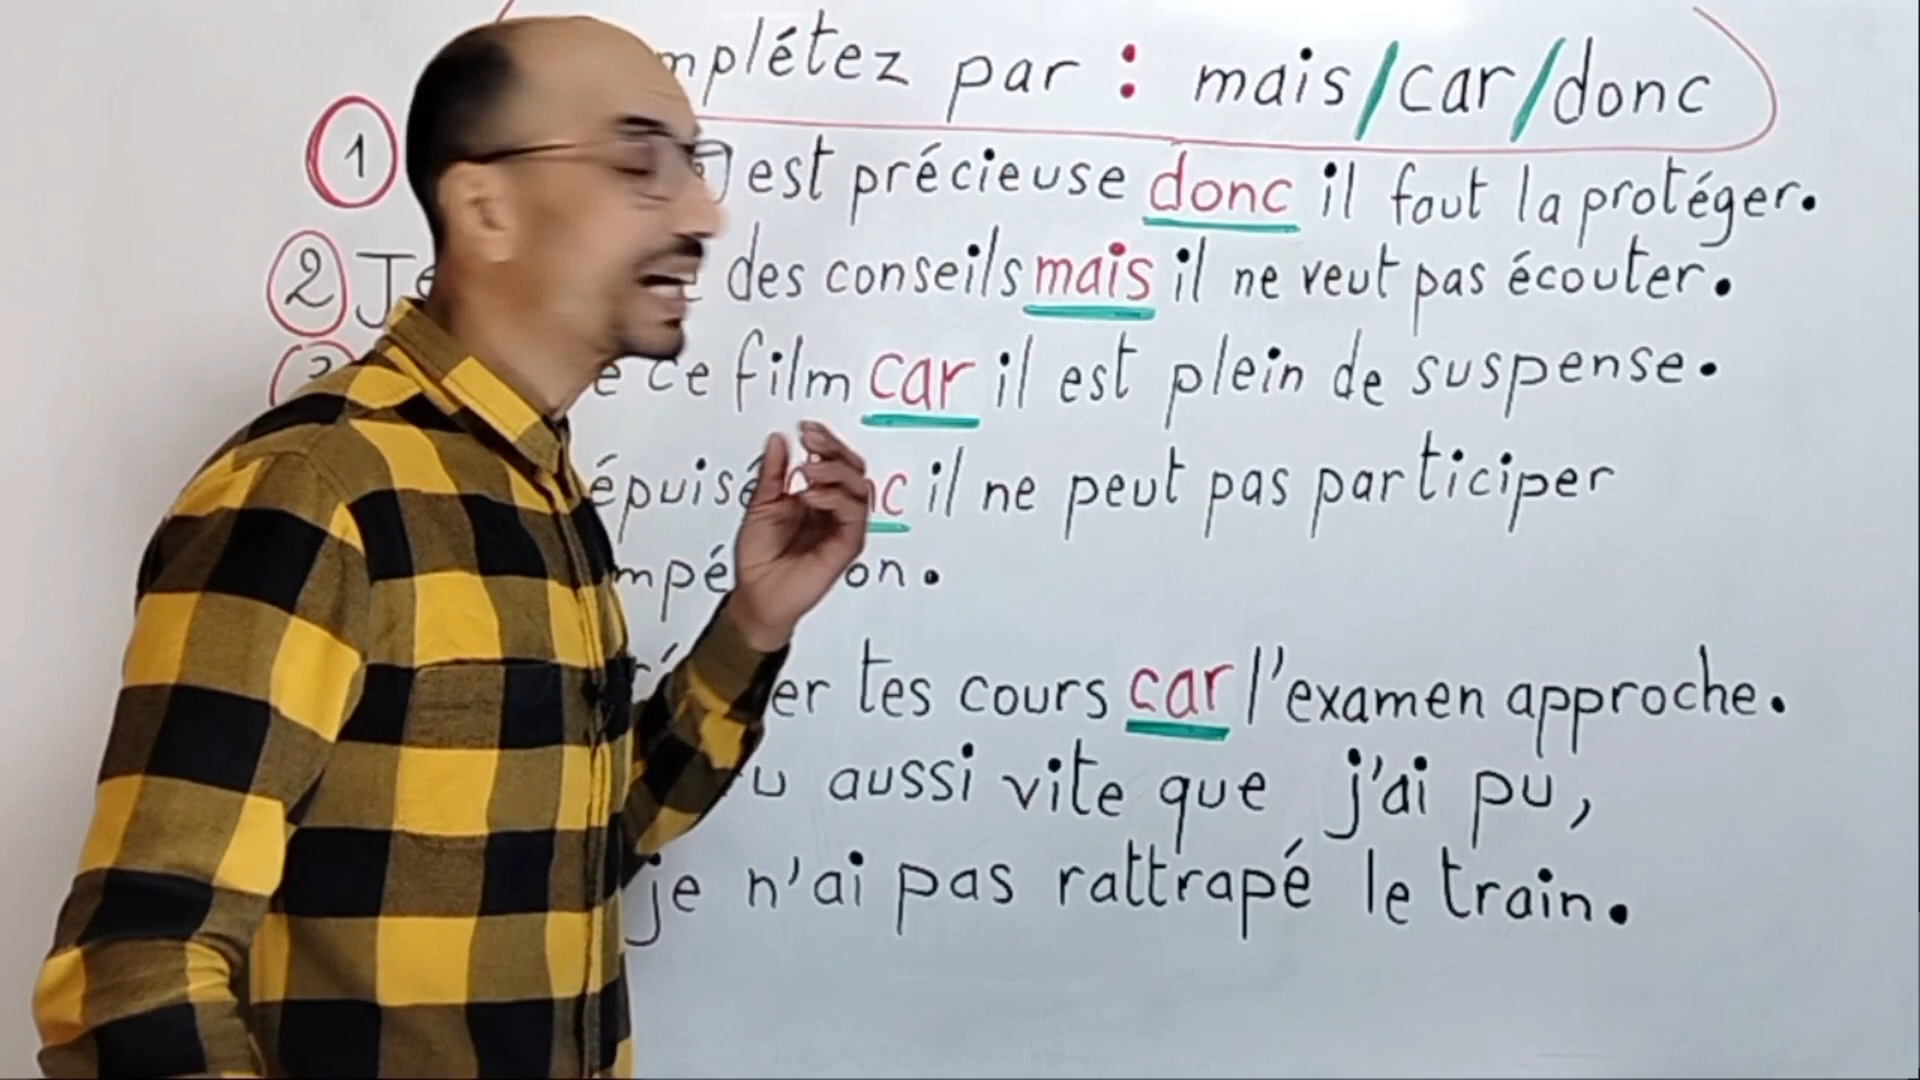 mplétez par : mais/car/donc
1 est précieuse donc il faut la protéger.
2 Je des conseils mais il ne veut pas écouter.
3 ce film car il est plein de suspense.
épuisé donc il ne peut pas participer
mpé on.
er tes cours car l'examen approche.
u aussi vite que j'ai pu,
je n'ai pas rattrapé le train.